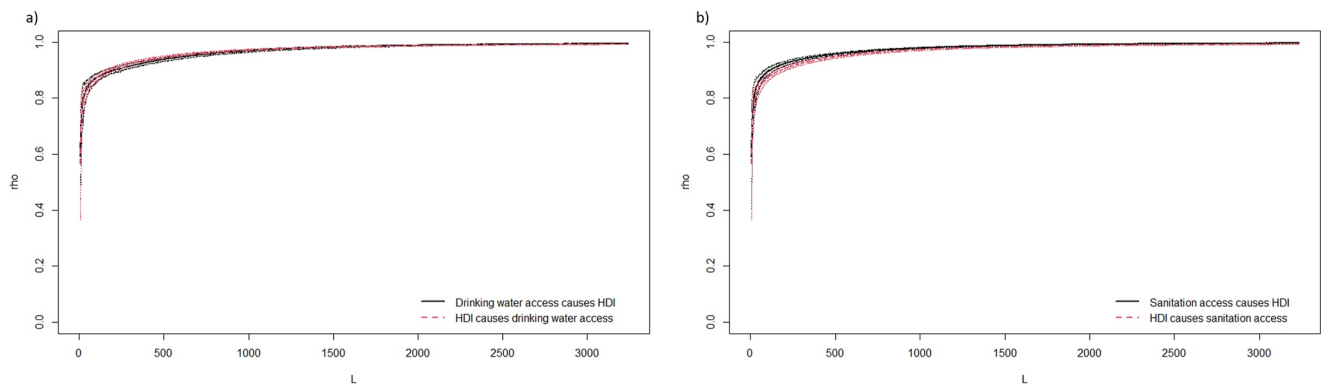 a)
1.0
0.8
0.6
0.4
0.2
0.0
rho
Drinking water access causes HDI
HDI causes drinking water access
0 500 1000 1500 2000 2500 3000
L
b)
1.0
0.8
0.6
0.4
0.2
0.0
rho
Sanitation access causes HDI
HDI causes sanitation access
0 500 1000 1500 2000 2500 3000
L